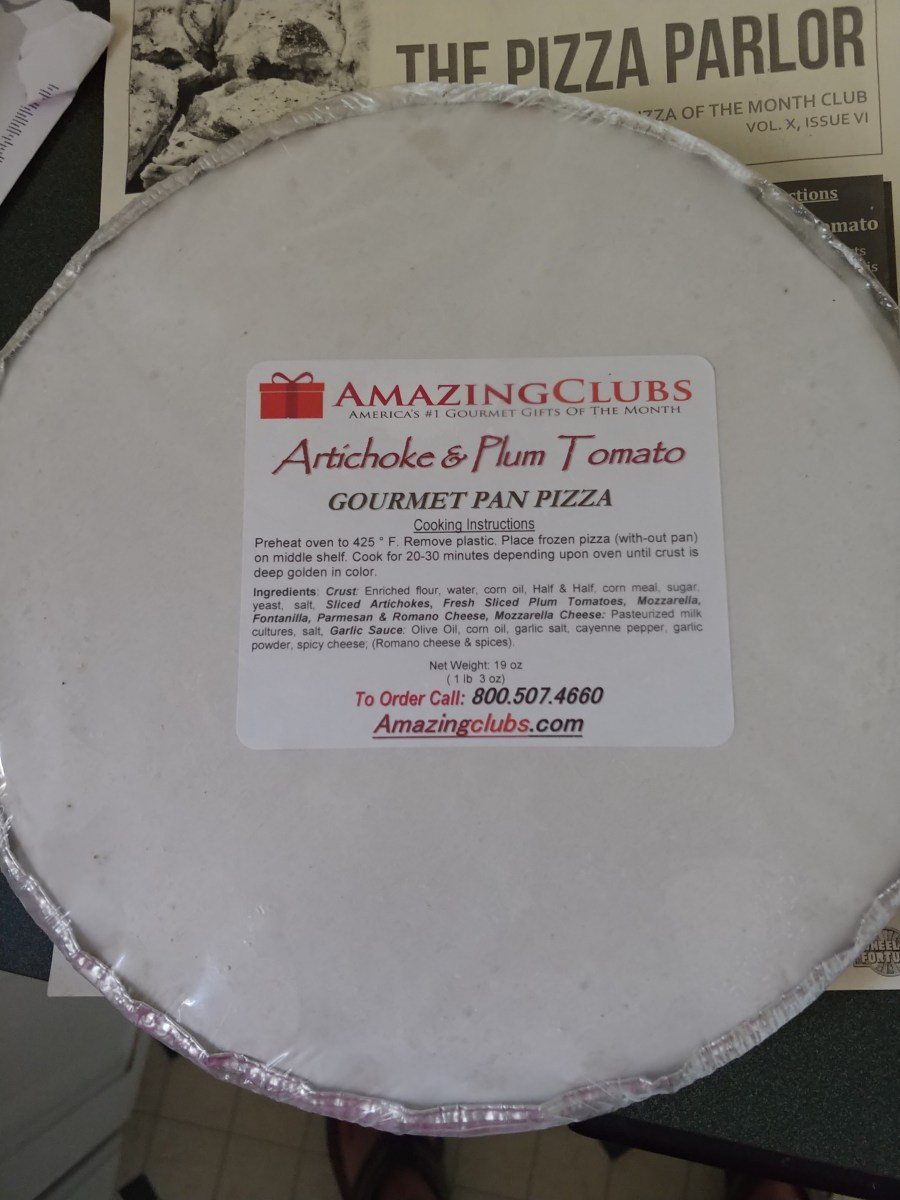 THE PIZZA PARLOR
PIZZA OF THE MONTH CLUB
VOL. X, ISSUE VI
AMAZINGCLUBS
AMERICA'S #1 GOURMET GIFTS OF THE MONTH
Artichoke & Plum Tomato
GOURMET PAN PIZZA
Cooking Instructions
Preheat oven to 425 ° F. Remove plastic. Place frozen pizza (with-out pan)
on middle shelf. Cook for 20-30 minutes depending upon oven until crust is
deep golden in color.
Ingredients: Crust: Enriched flour, water, corn oil, Half & Half, corn meal, sugar,
yeast, salt, Sliced Artichokes, Fresh Sliced Plum Tomatoes, Mozzarella,
Fontanilla, Parmesan & Romano Cheese, Mozzarella Cheese: Pasteurized milk
cultures, salt, Garlic Sauce: Olive Oil, corn oil, garlic salt, cayenne pepper, garlic
powder, spicy cheese; (Romano cheese & spices).
Net Weight: 19 oz
( 1 lb 3 oz)
To Order Call: 800.507.4660
Amazingclubs.com